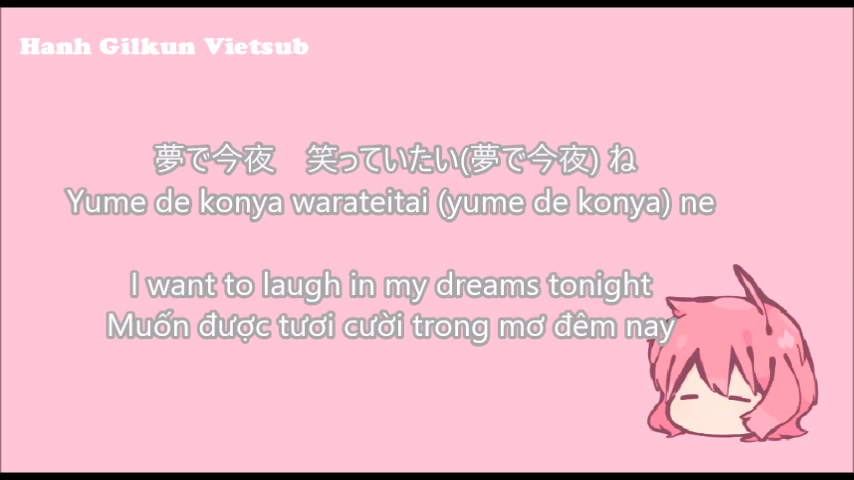 Hanh Gilkun Vietsub
夢で今夜　笑っていたい(夢で今夜) ね
Yume de konya warateitai (yume de konya) ne
I want to laugh in my dreams tonight
Muốn được tươi cười trong mơ đêm nay